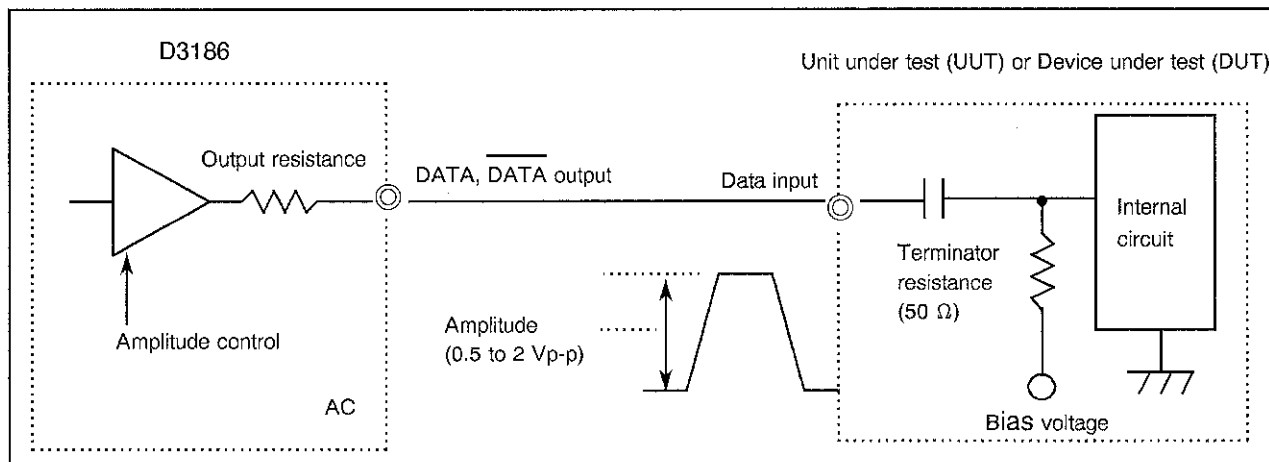 D3186
Unit under test (UUT) or Device under test (DUT)
Output resistance
DATA, D̅A̅T̅A̅ output
Data input
Internal
circuit
Terminator
resistance
(50 Ω)
Amplitude control
Amplitude
(0.5 to 2 Vp-p)
AC
Bias voltage